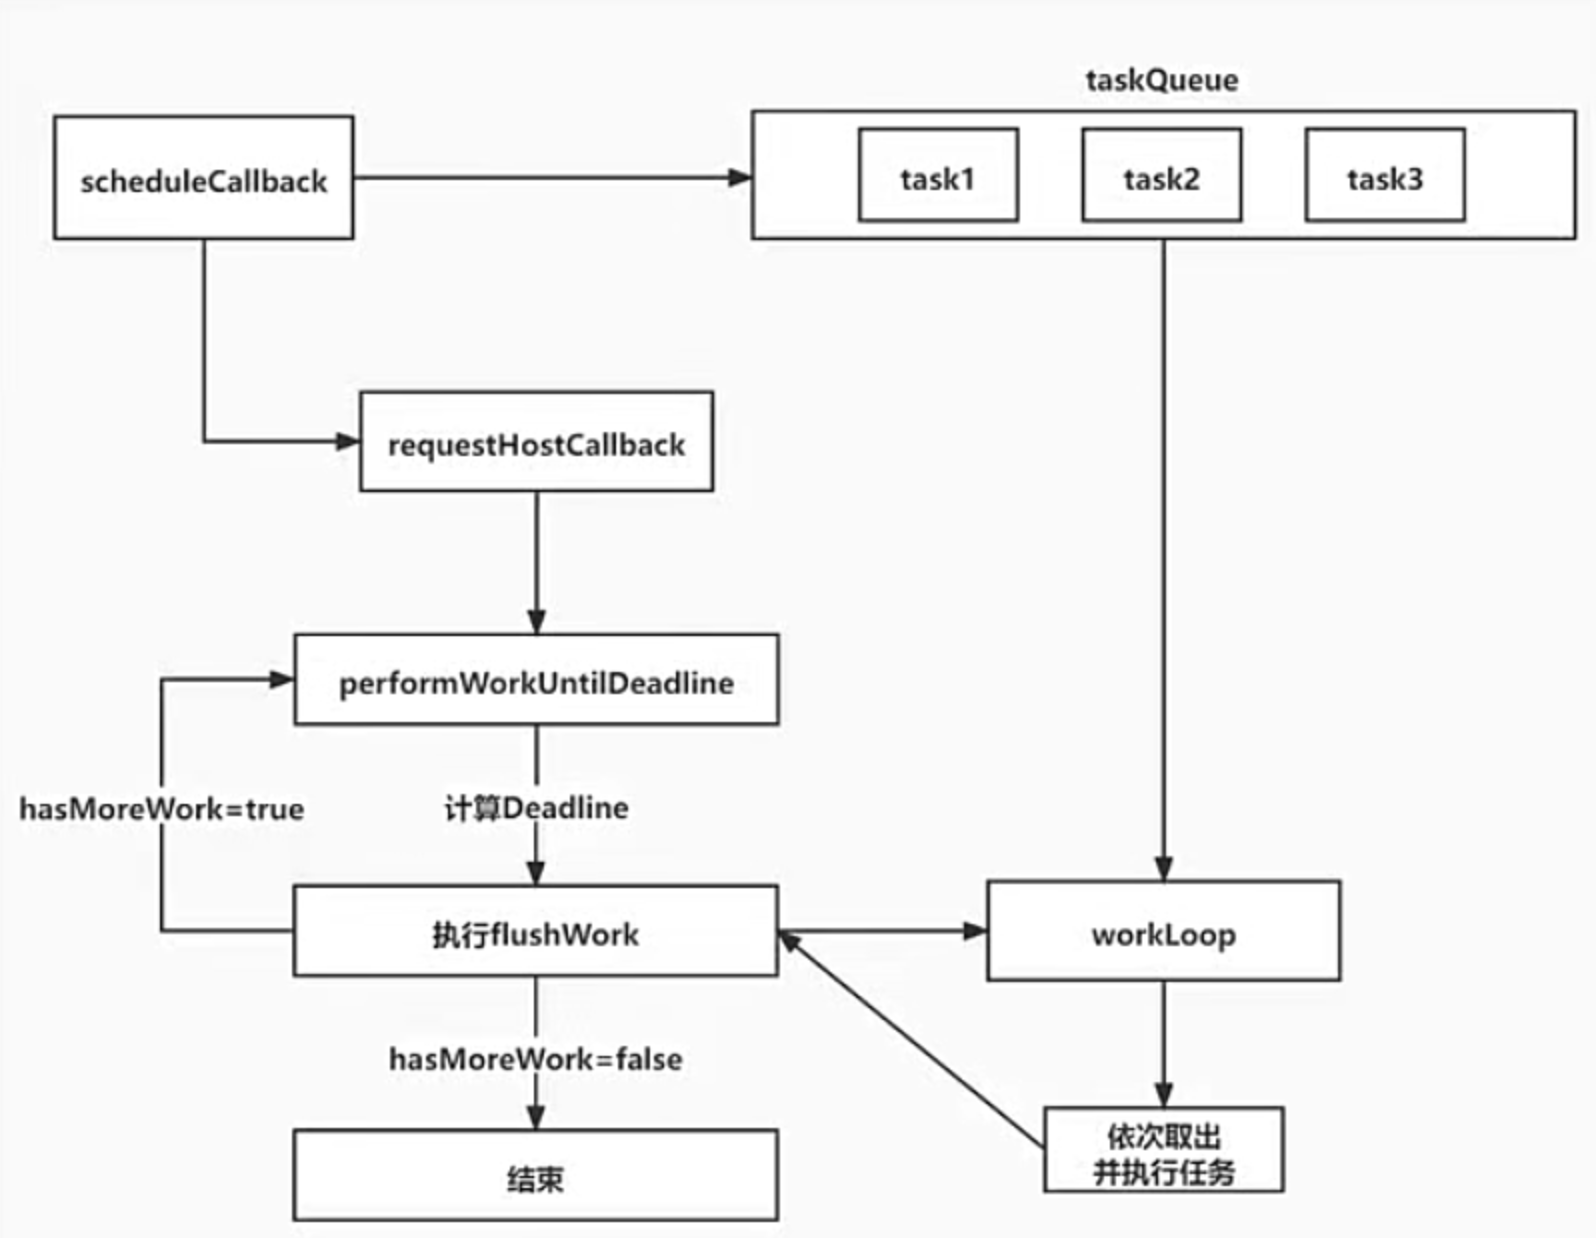 taskQueue
scheduleCallback
task1
task2
task3
requestHostCallback
performWorkUntilDeadline
hasMoreWork=true
计算Deadline
执行flushWork
workLoop
hasMoreWork=false
依次取出
并执行任务
结束